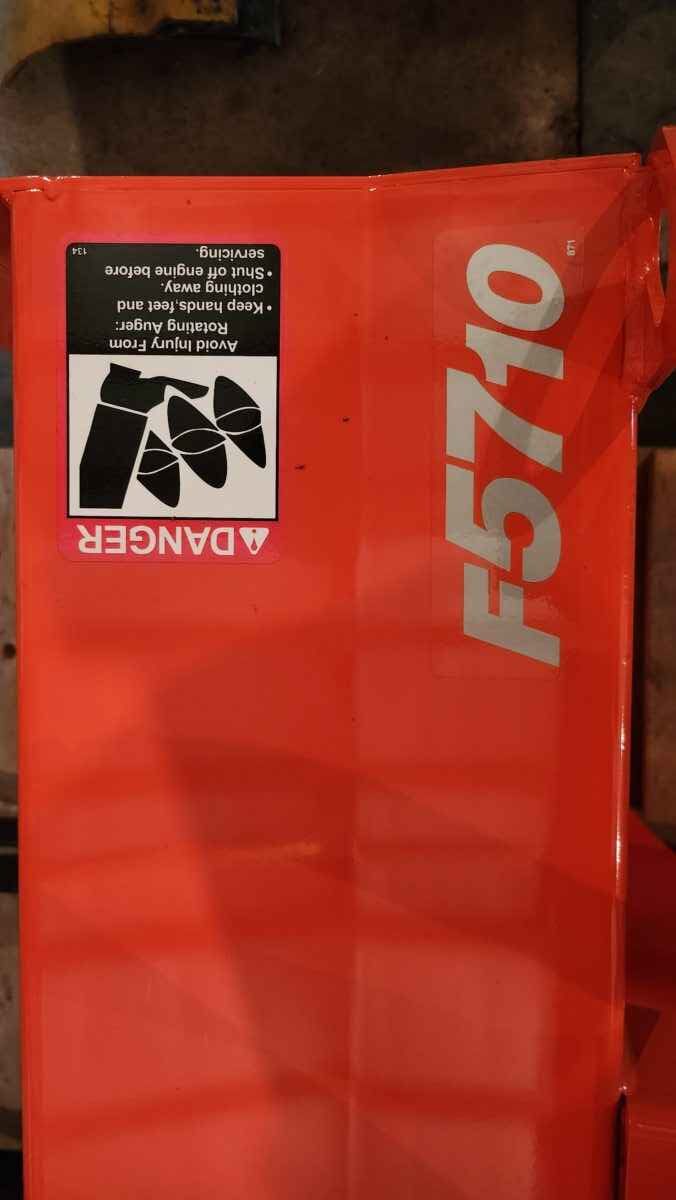 DANGER
Avoid Injury From
Rotating Auger:
• Keep hands,feet and
clothing away.
• Shut off engine before
servicing.
134
F5710
871